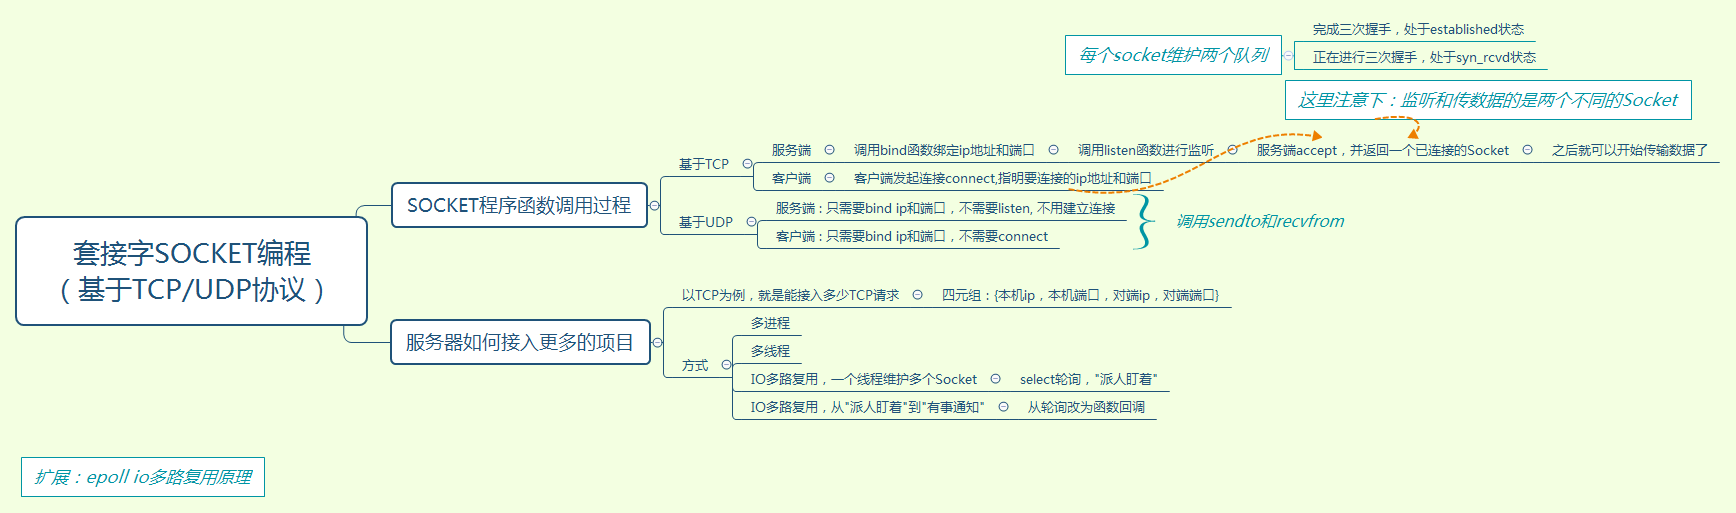 完成三次握手，处于established状态
每个socket维护两个队列
正在进行三次握手，处于syn_rcvd状态
这里注意下：监听和传数据的是两个不同的Socket
基于TCP
服务端
调用bind函数绑定ip地址和端口
调用listen函数进行监听
服务端accept，并返回一个已连接的Socket
之后就可以开始传输数据了
客户端
客户端发起连接connect,指明要连接的ip地址和端口
SOCKET程序函数调用过程
基于UDP
服务端：只需要bind ip和端口，不需要listen, 不用建立连接
客户端：只需要bind ip和端口，不需要connect
调用sendto和recvfrom
套接字SOCKET编程
（基于TCP/UDP协议）
以TCP为例，就是能接入多少TCP请求
四元组：{本机ip，本机端口，对端ip，对端端口}
服务器如何接入更多的项目
方式
多进程
多线程
IO多路复用，一个线程维护多个Socket
select轮询，"派人盯着"
IO多路复用，从"派人盯着"到"有事通知"
从轮询改为函数回调
扩展：epoll io多路复用原理